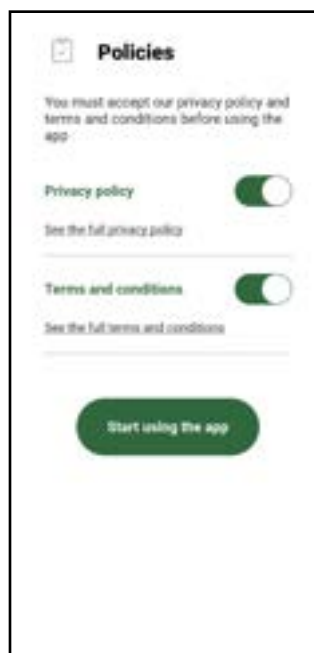 Policies
You must accept our privacy policy and
terms and conditions before using the
app
Privacy policy
See the full privacy policy
Terms and conditions
See the full terms and conditions
Start using the app